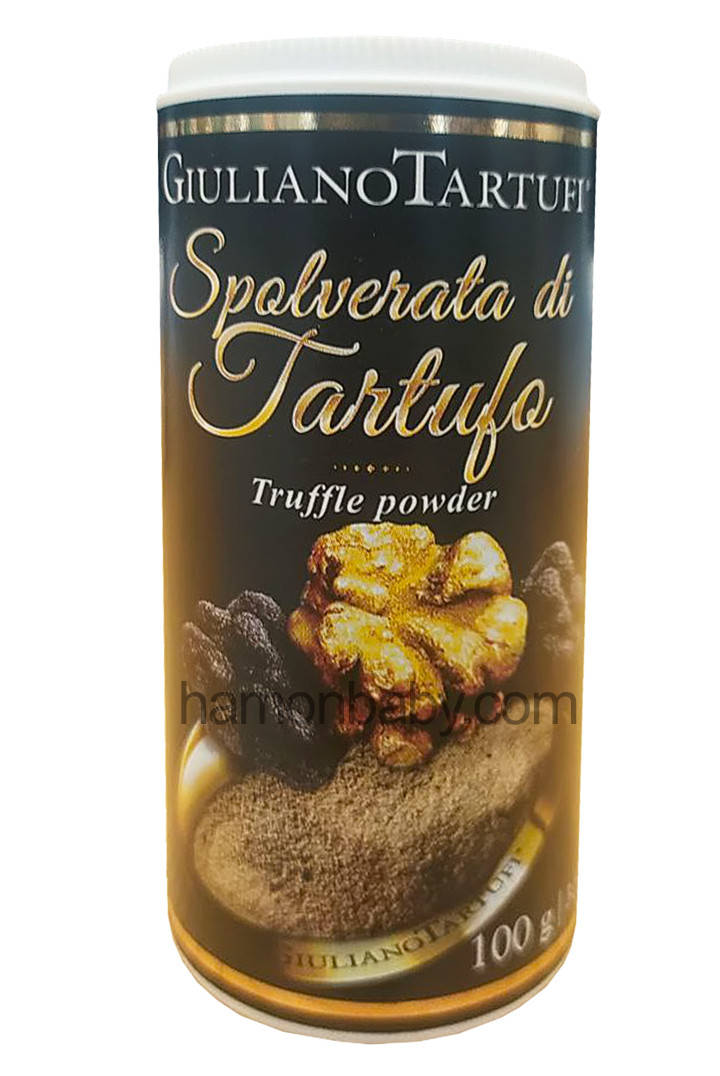 GIULIANOTARTUFI®
Spolverata di
Tartufo
Truffle powder
hamonbaby.com
GIULIANOTARTUFI®
100 g